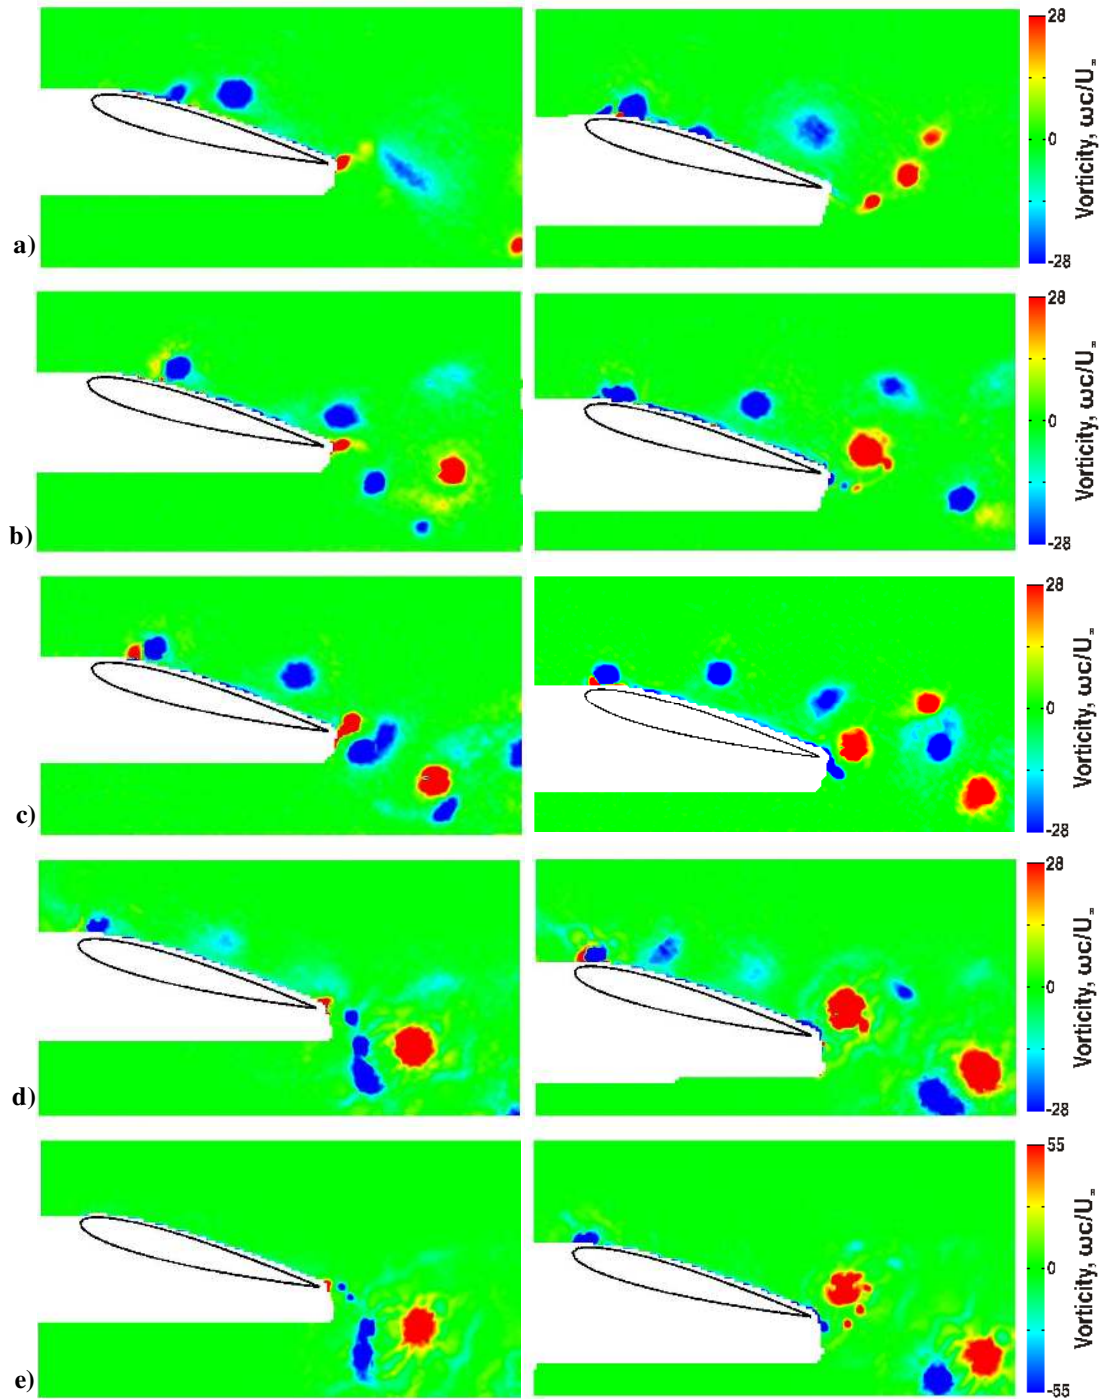 28
0
-28
Vorticity, ωc/U∞
a)
28
0
-28
Vorticity, ωc/U∞
b)
28
0
-28
Vorticity, ωc/U∞
c)
28
0
-28
Vorticity, ωc/U∞
d)
55
0
-55
Vorticity, ωc/U∞
e)